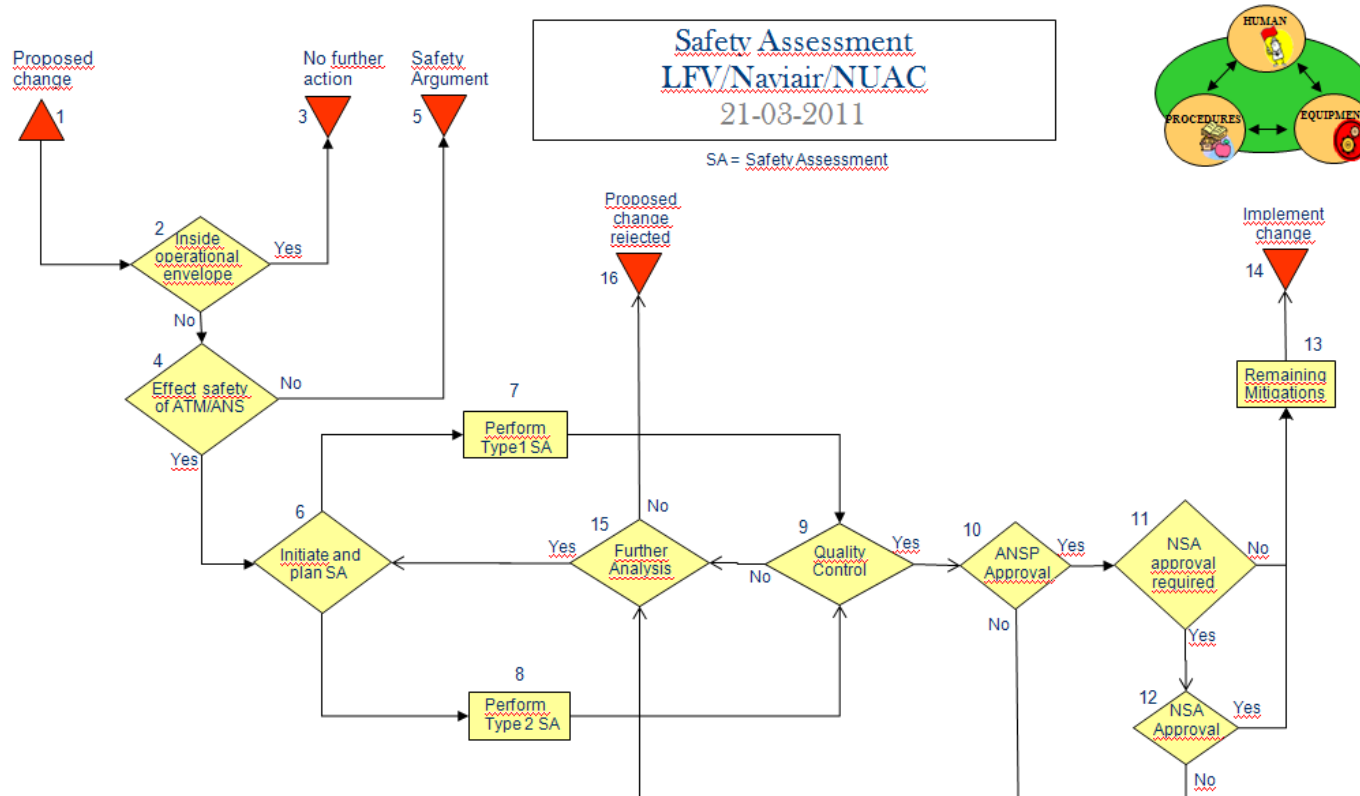 Safety Assessment
LFV/Naviair/NUAC
21-03-2011
SA = Safety Assessment
HUMAN
PROCEDURES
EQUIPMEN
Proposed
change
1
No further
action
3
Safety
Argument
5
2
Inside
operational
envelope
Yes
No
4
Effect safety
of ATM/ANS
No
Yes
Proposed
change
rejected
16
Implement
change
14
13
Remaining
Mitigations
7
Perform
Type1 SA
6
Initiate and
plan SA
15
Further
Analysis
Yes
No
9
Quality
Control
No
Yes
10
ANSP
Approval
Yes
No
11
NSA
approval
required
No
Yes
8
Perform
Type 2 SA
12
NSA
Approval
Yes
No